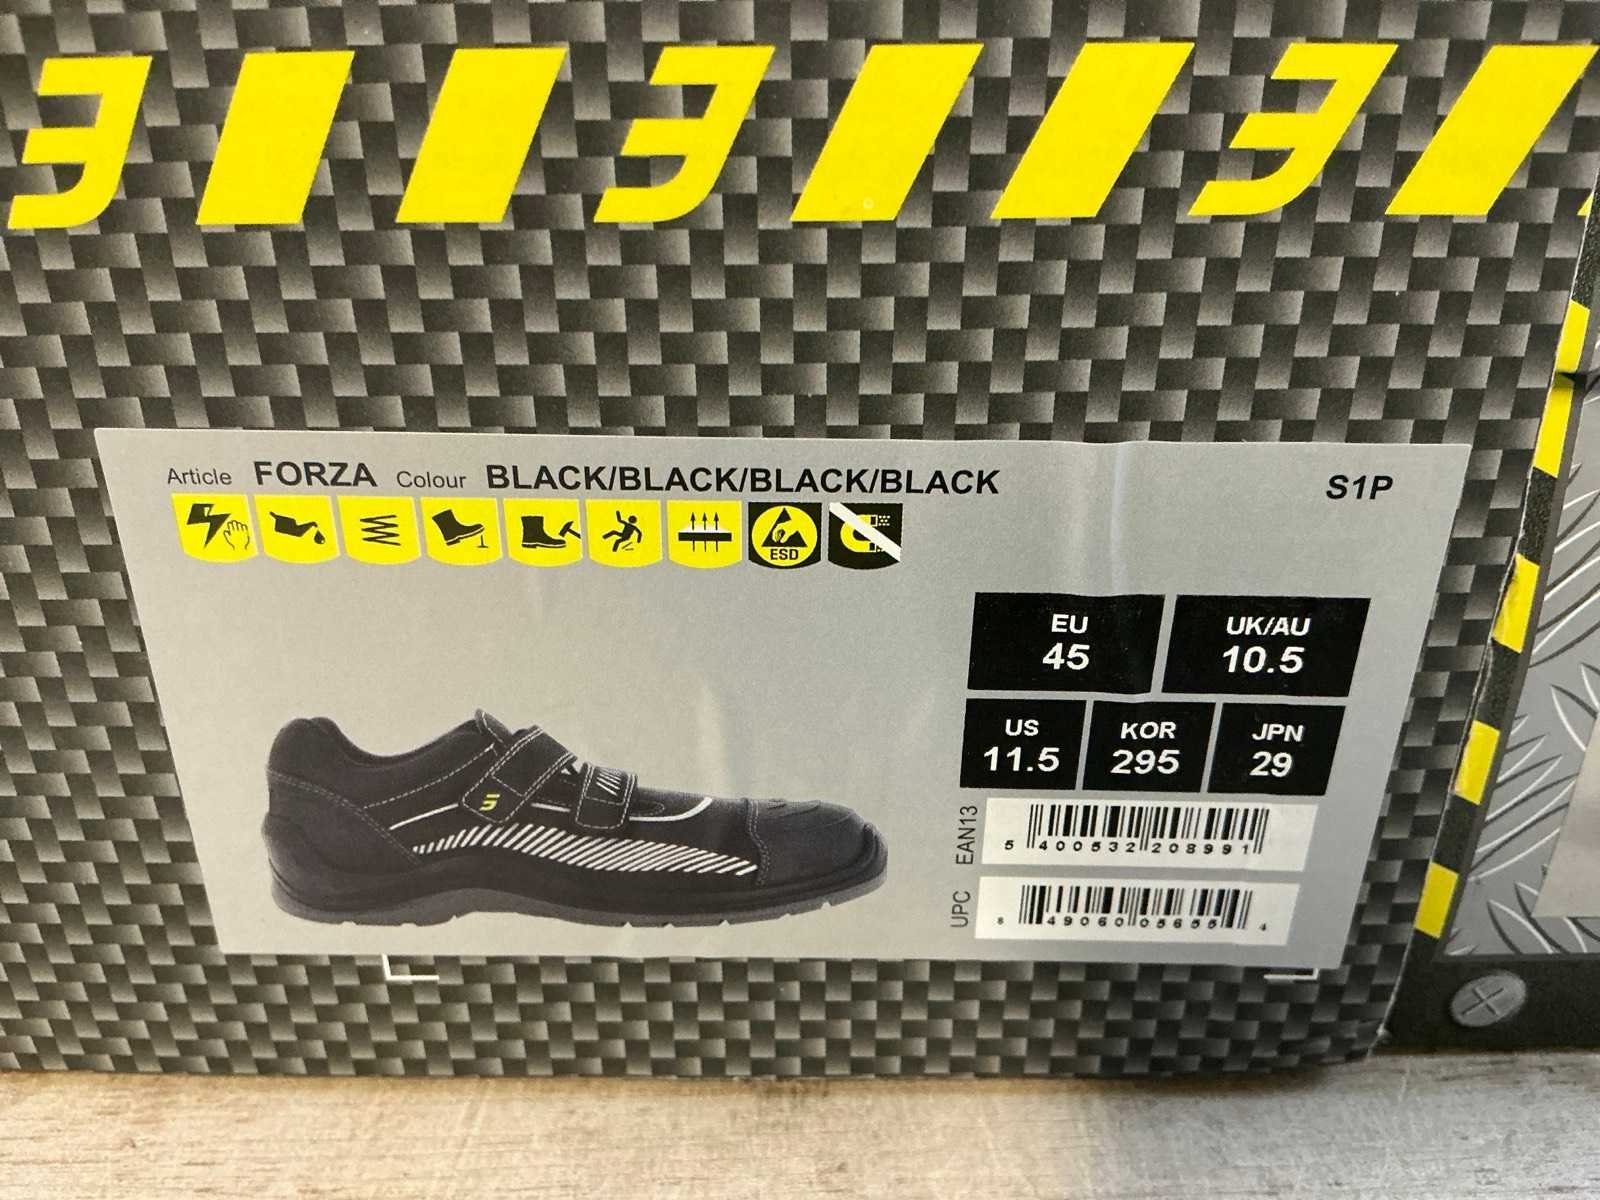 Article FORZA Colour BLACK/BLACK/BLACK/BLACK S1P
ESD
EU 45
UK/AU 10.5
US 11.5
KOR 295
JPN 29
EAN13
5 400532 208991
UPC
8 49060 05655 4